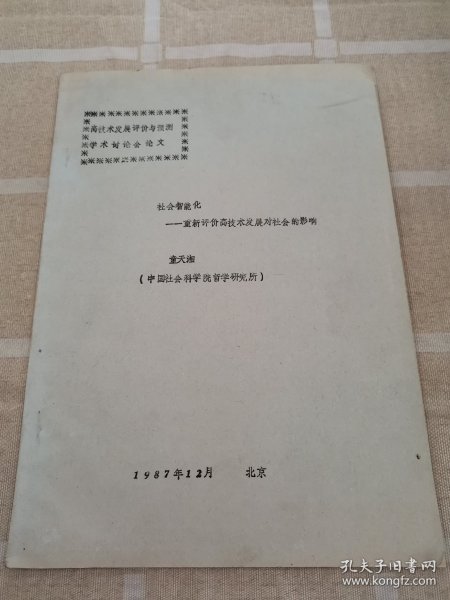 高技术发展评价与预测
学术讨论会论文
社会智能化
——重新评价高技术发展对社会的影响
童天湘
(中国社会科学院哲学研究所)
1987年12月 北京
孔夫子旧书网
www.kongfz.com